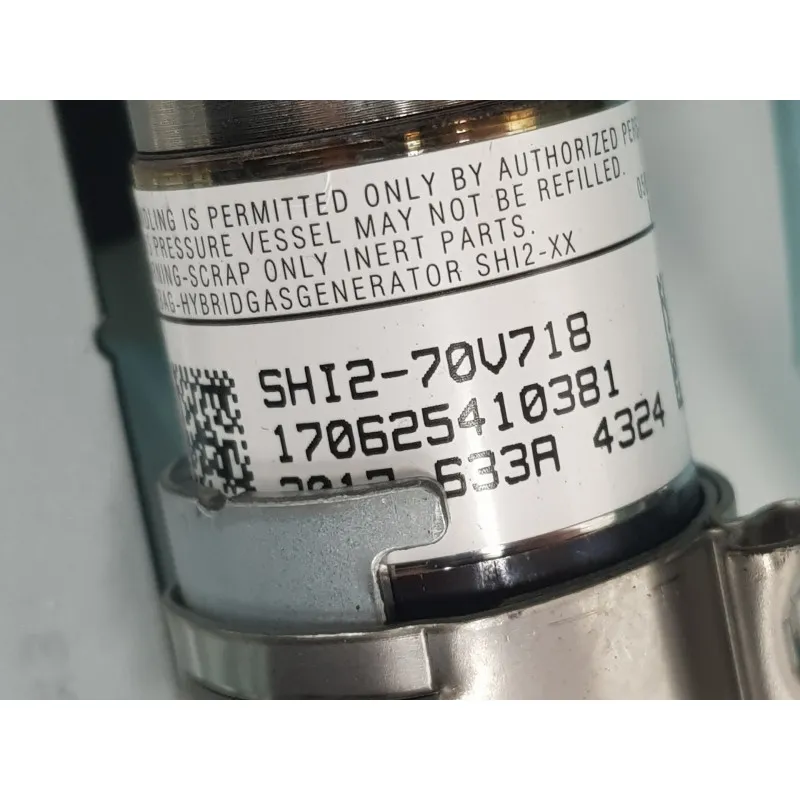 IS PERMITTED ONLY BY AUTHORIZED
PRESSURE VESSEL MAY NOT BE REFILLED.
-SCRAP ONLY INERT PARTS.
-HYBRIDGASGENERATOR SHI2-XX
SHI2-70V718
170625410381
633A 4324